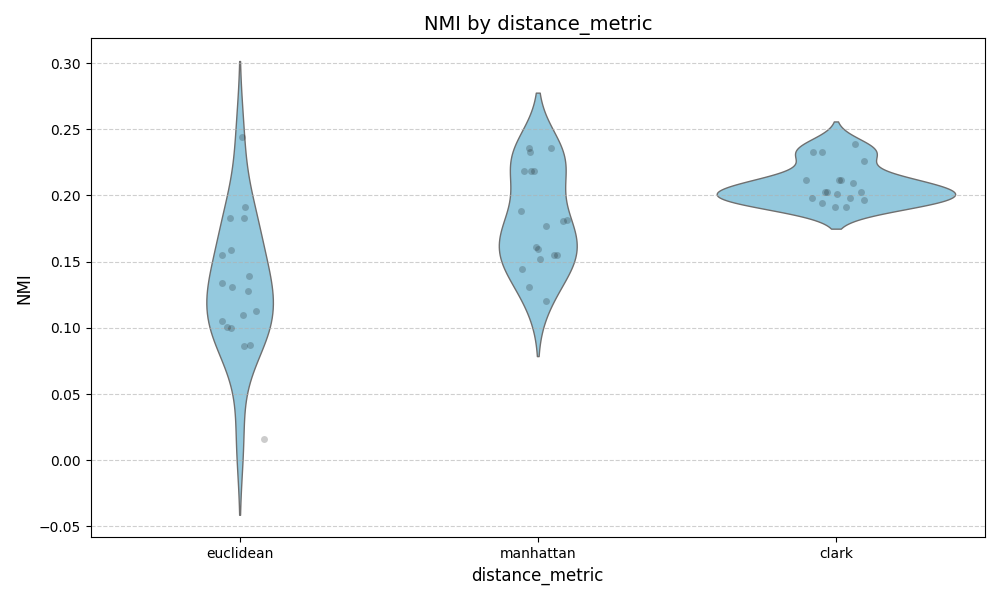 NMI by distance_metric
NMI
0.30
0.25
0.20
0.15
0.10
0.05
0.00
−0.05
euclidean
manhattan
clark
distance_metric